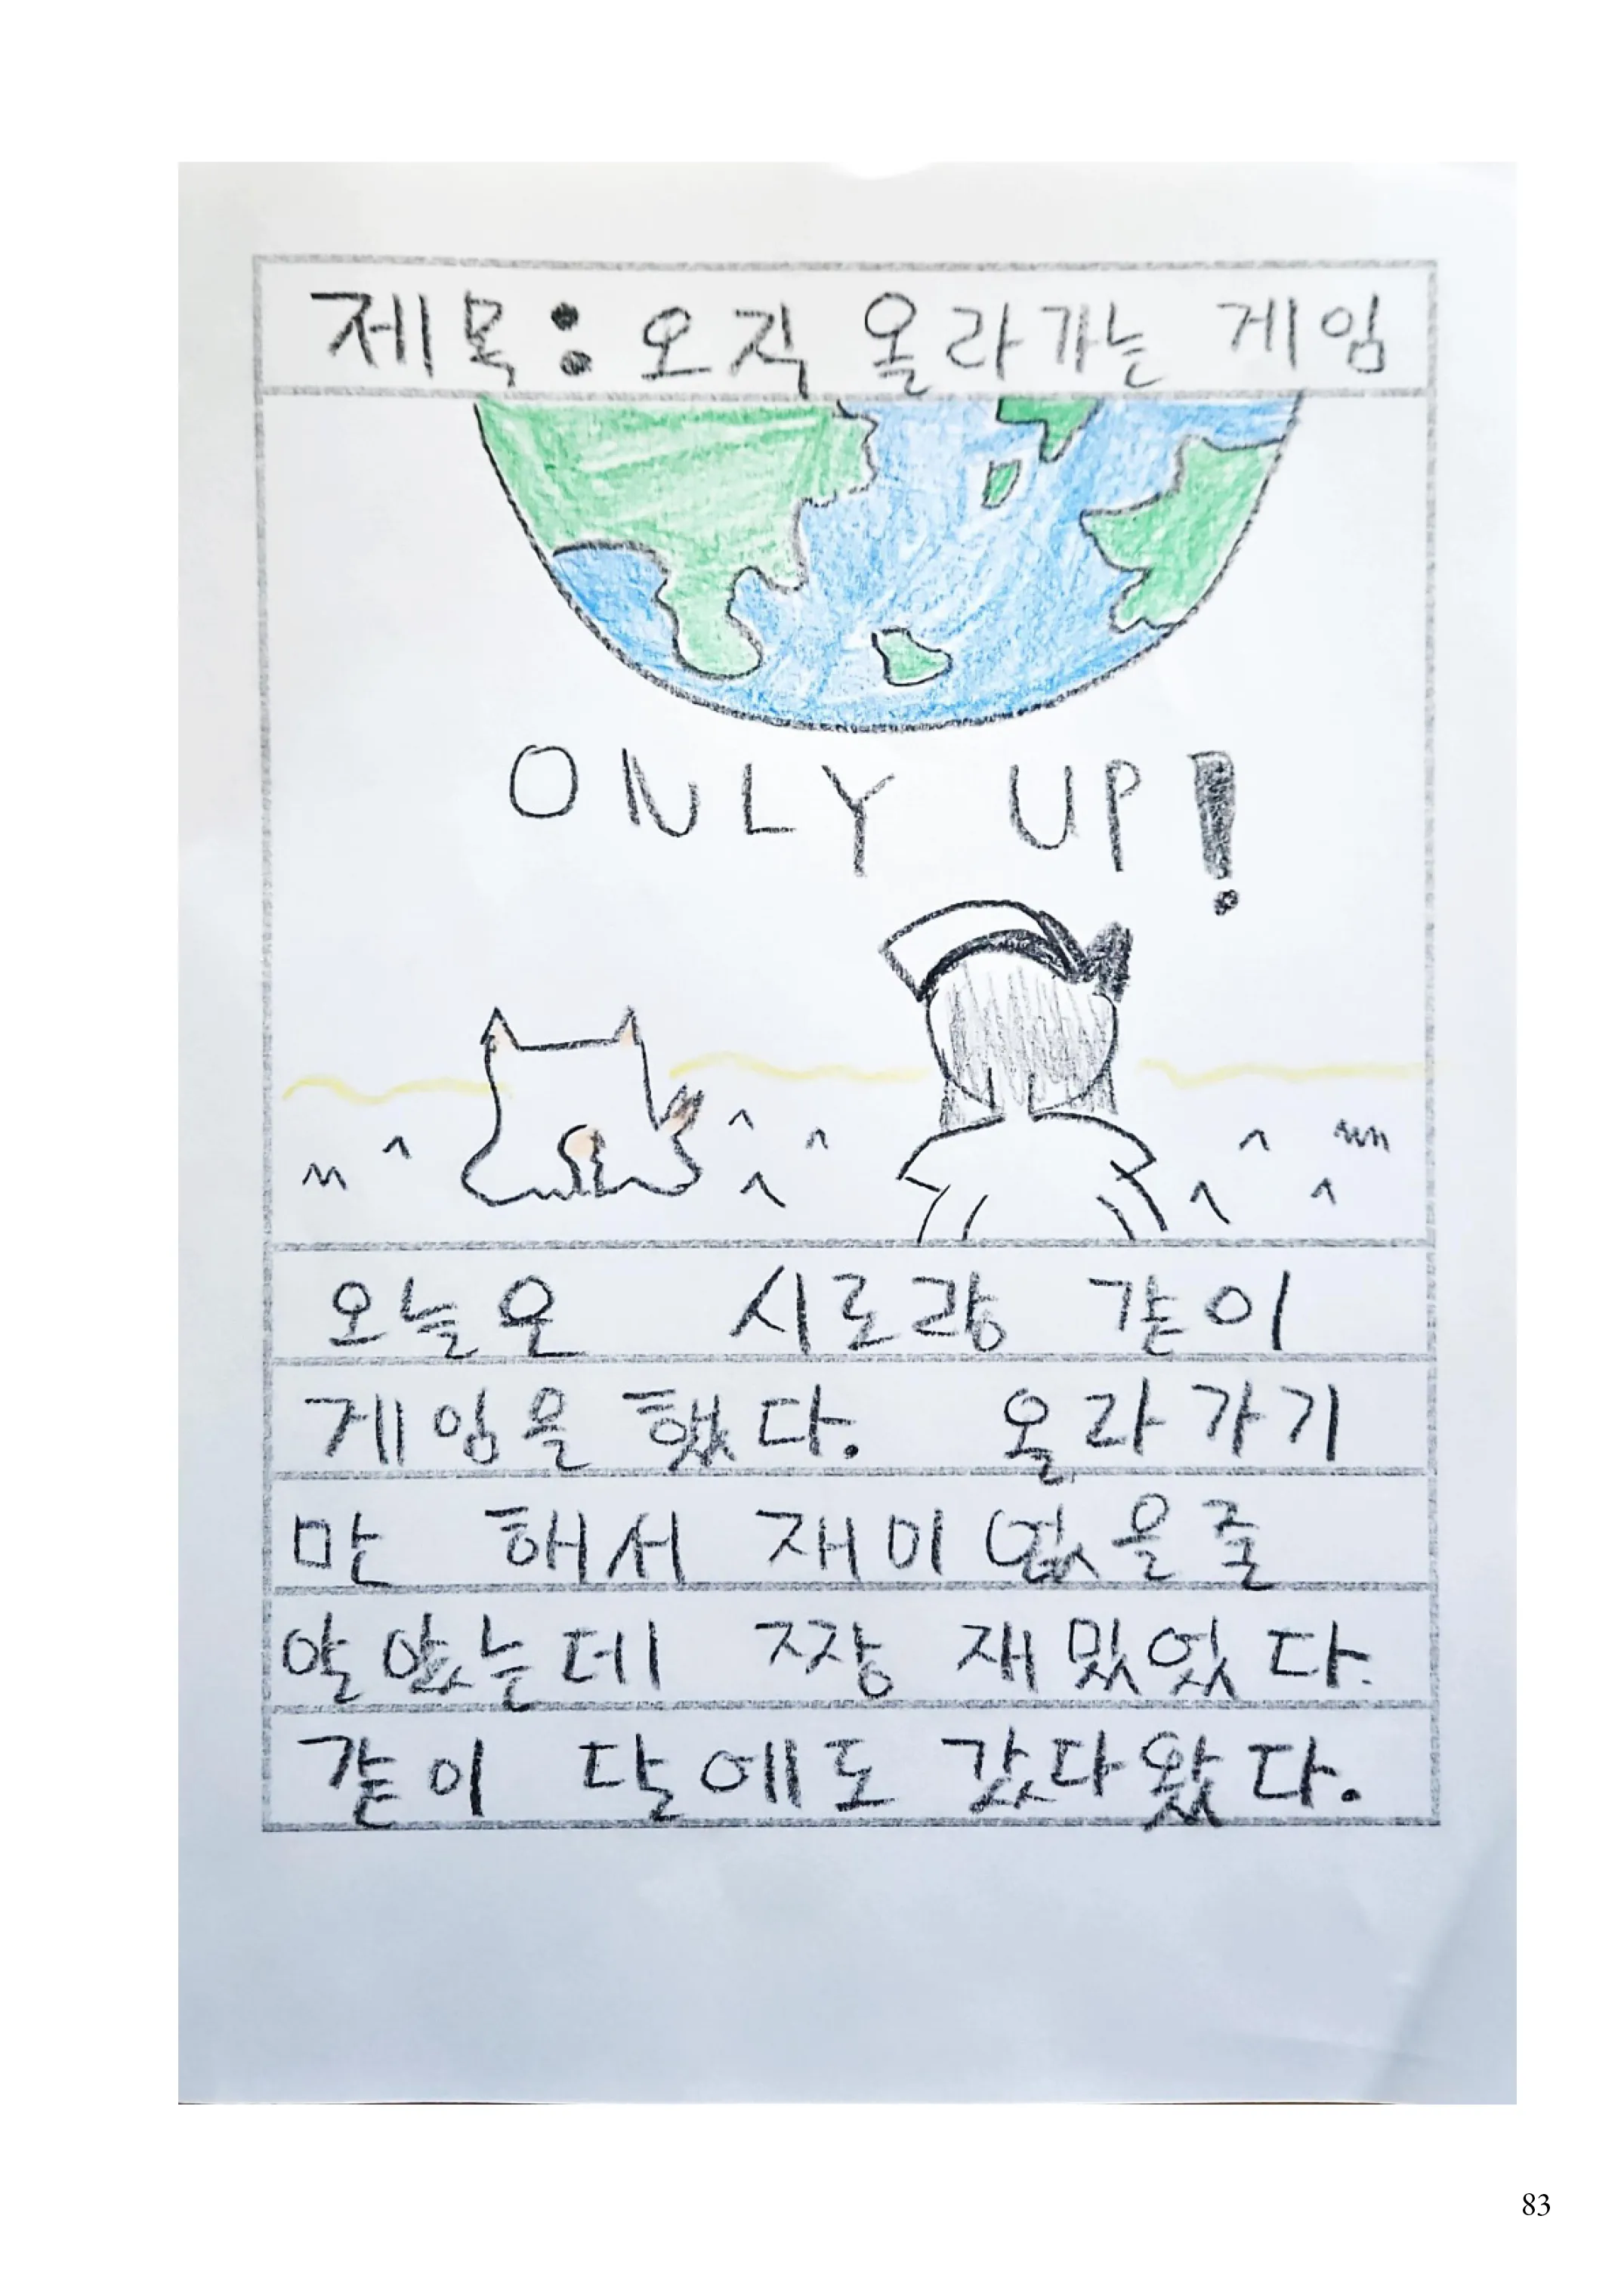 제목: 오직 올라가는 게임
ONLY UP!
오늘은 시로랑 같이
게임을 했다. 올라가기
만 해서 재미없을줄
알았는데 짱 재밌었다.
같이 달에도 갔다왔다.
83